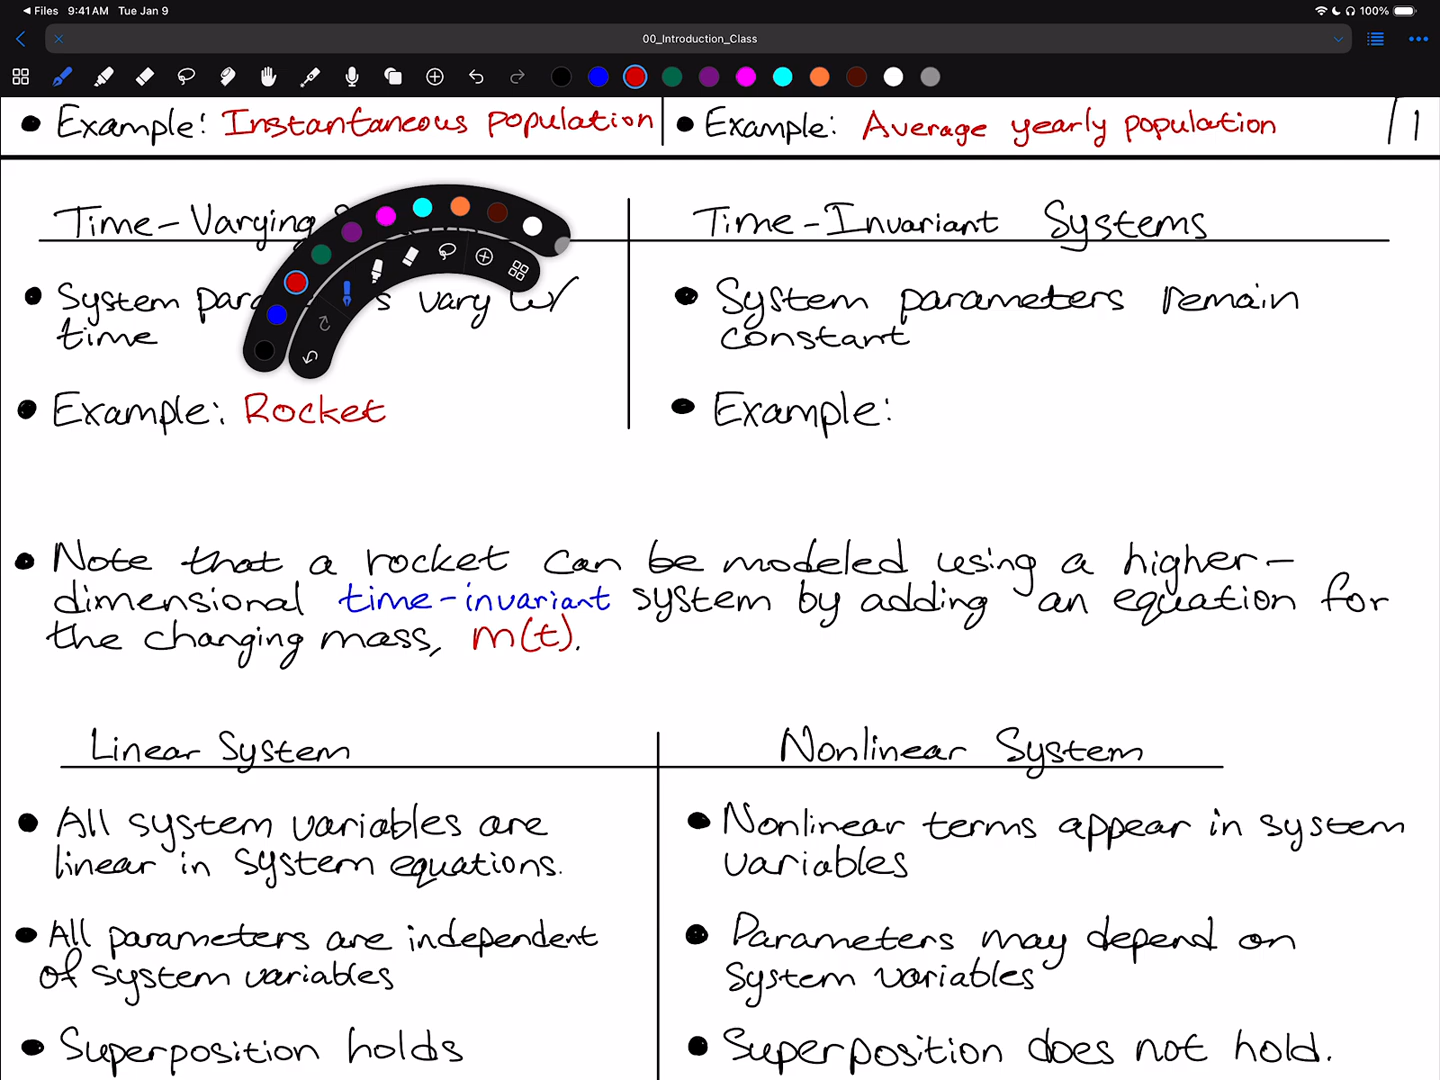 Files 9:41 AM Tue Jan 9 100%
00_Introduction_Class
Example: Instantaneous population
Example: Average yearly population
1
Time-Varying
System para s vary w/
time
Example: Rocket
Time-Invariant Systems
System parameters remain
constant
Example:
Note that a rocket can be modeled using a higher-
dimensional time-invariant system by adding an equation for
the changing mass, m(t).
Linear System
All system variables are
linear in system equations.
All parameters are independent
of system variables
Superposition holds
Nonlinear System
Nonlinear terms appear in system
variables
Parameters may depend on
system variables
Superposition does not hold.